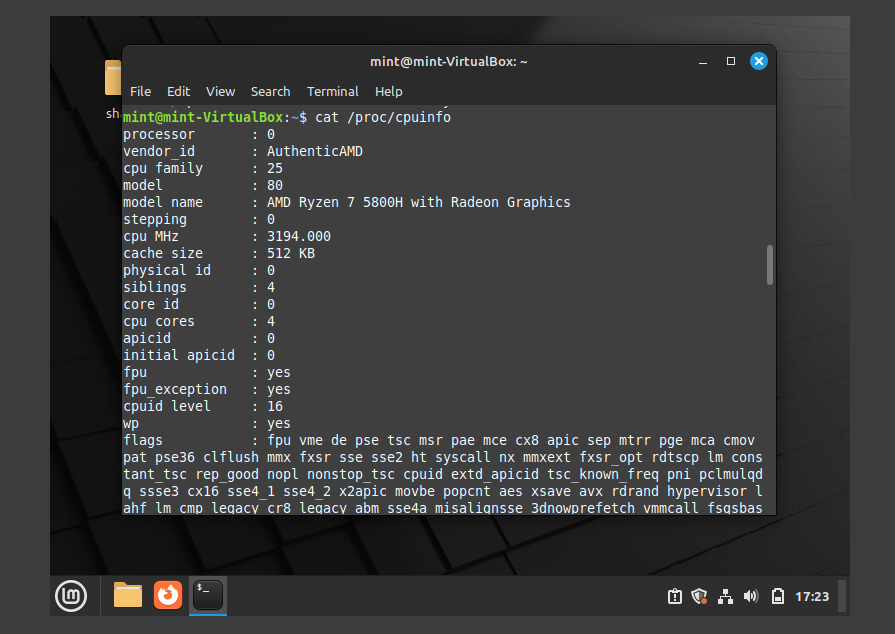 mint@mint-VirtualBox: ~
File Edit View Search Terminal Help
sh
mint@mint-VirtualBox:~$ cat /proc/cpuinfo
processor : 0
vendor_id : AuthenticAMD
cpu family : 25
model : 80
model name : AMD Ryzen 7 5800H with Radeon Graphics
stepping : 0
cpu MHz : 3194.000
cache size : 512 KB
physical id : 0
siblings : 4
core id : 0
cpu cores : 4
apicid : 0
initial apicid : 0
fpu : yes
fpu_exception : yes
cpuid level : 16
wp : yes
flags : fpu vme de pse tsc msr pae mce cx8 apic sep mtrr pge mca cmov
pat pse36 clflush mmx fxsr sse sse2 ht syscall nx mmxext fxsr_opt rdtscp lm cons
tant_tsc rep_good nopl nonstop_tsc cpuid extd_apicid tsc_known_freq pni pclmulqd
q ssse3 cx16 sse4_1 sse4_2 x2apic movbe popcnt aes xsave avx rdrand hypervisor l
ahf_lm cmp_legacy cr8_legacy abm sse4a misalignsse 3dnowprefetch vmmcall fsgsbas
$_
17:23